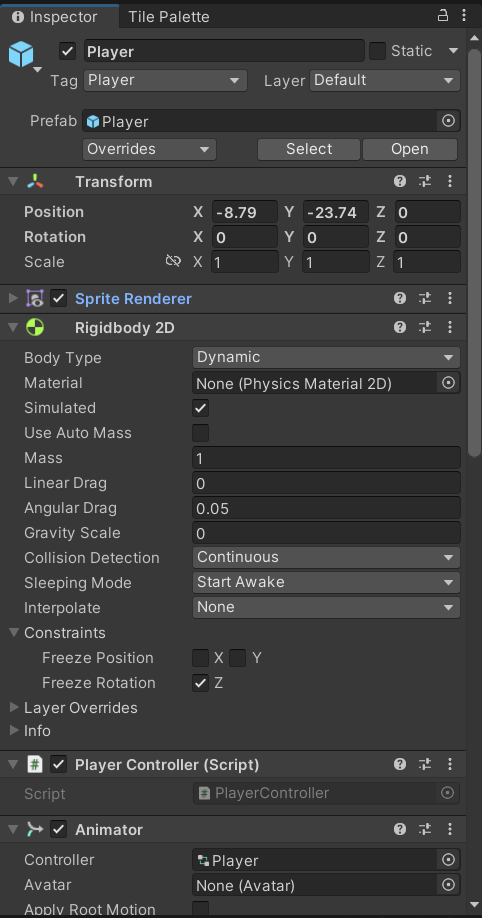 Inspector Tile Palette
Player Static
Tag Player Layer Default
Prefab Player
Overrides Select Open
Transform
Position X -8.79 Y -23.74 Z 0
Rotation X 0 Y 0 Z 0
Scale X 1 Y 1 Z 1
Sprite Renderer
Rigidbody 2D
Body Type Dynamic
Material None (Physics Material 2D)
Simulated
Use Auto Mass
Mass 1
Linear Drag 0
Angular Drag 0.05
Gravity Scale 0
Collision Detection Continuous
Sleeping Mode Start Awake
Interpolate None
Constraints
Freeze Position X Y
Freeze Rotation Z
Layer Overrides
Info
# Player Controller (Script)
Script # PlayerController
Animator
Controller Player
Avatar None (Avatar)
Apply Root Motion